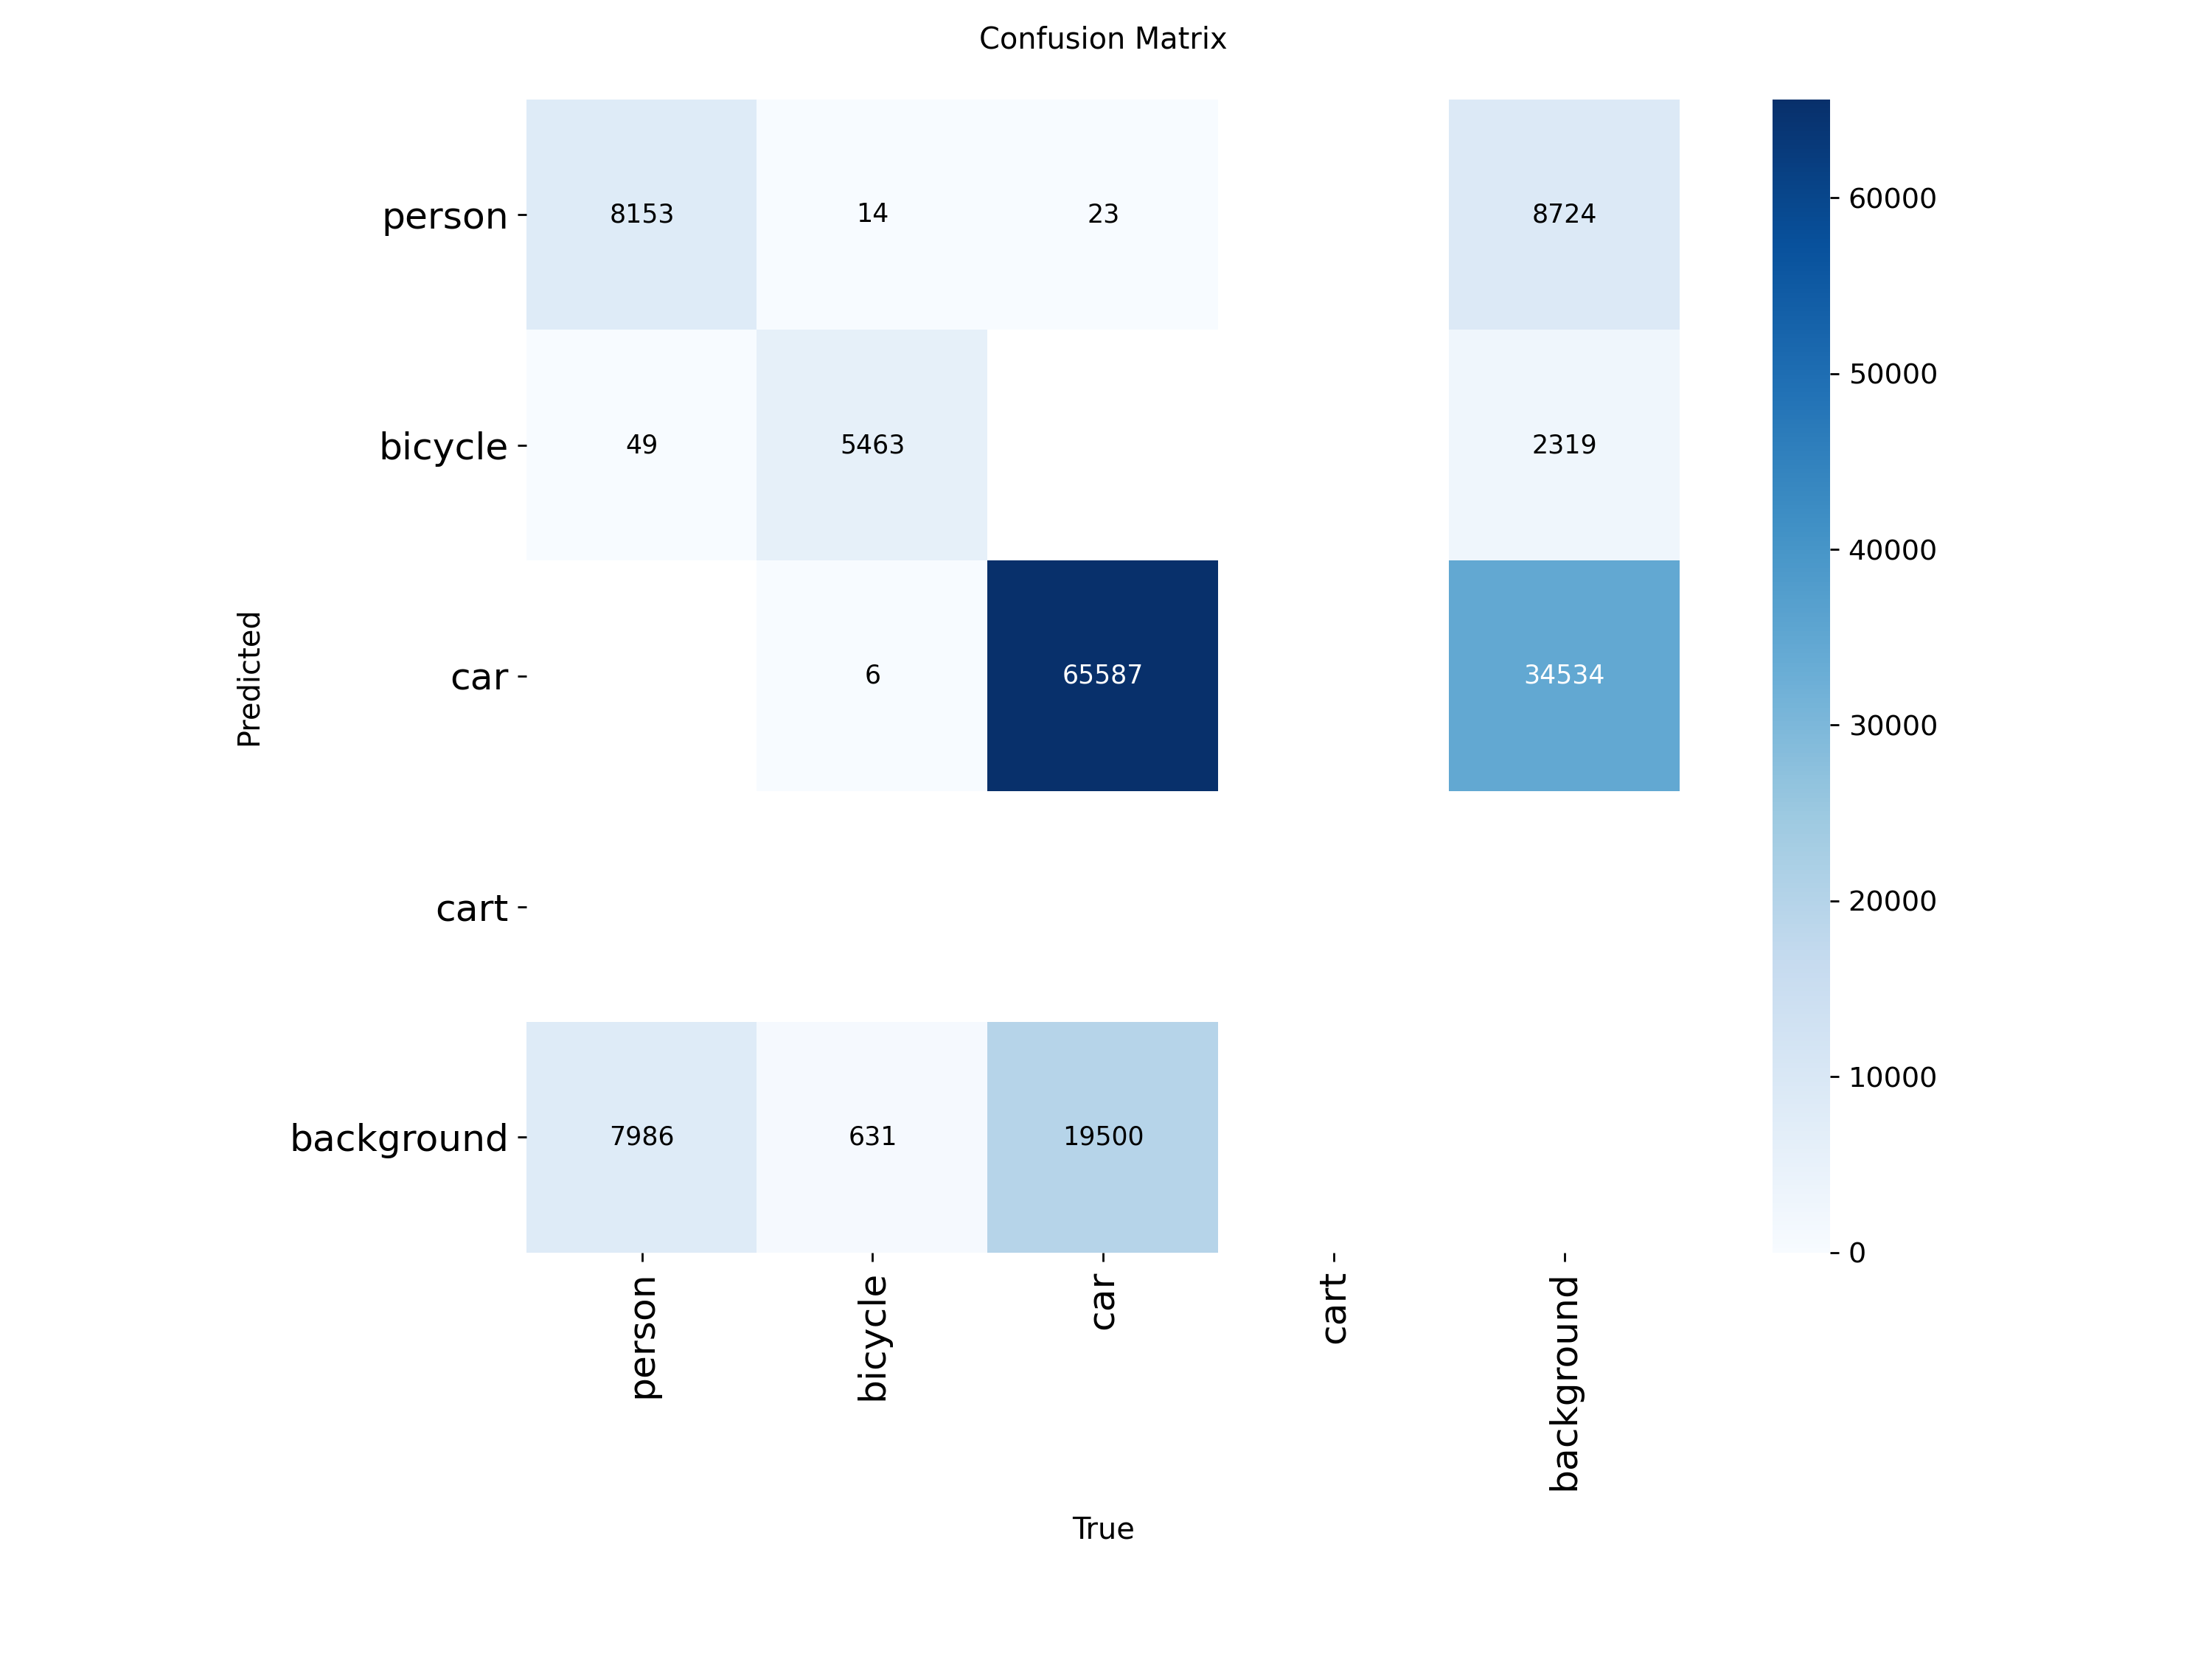 Confusion Matrix
person
8153
14
23
8724
bicycle
49
5463
2319
car
6
65587
34534
cart
background
7986
631
19500
person
bicycle
car
cart
background
True
Predicted
60000
50000
40000
30000
20000
10000
0